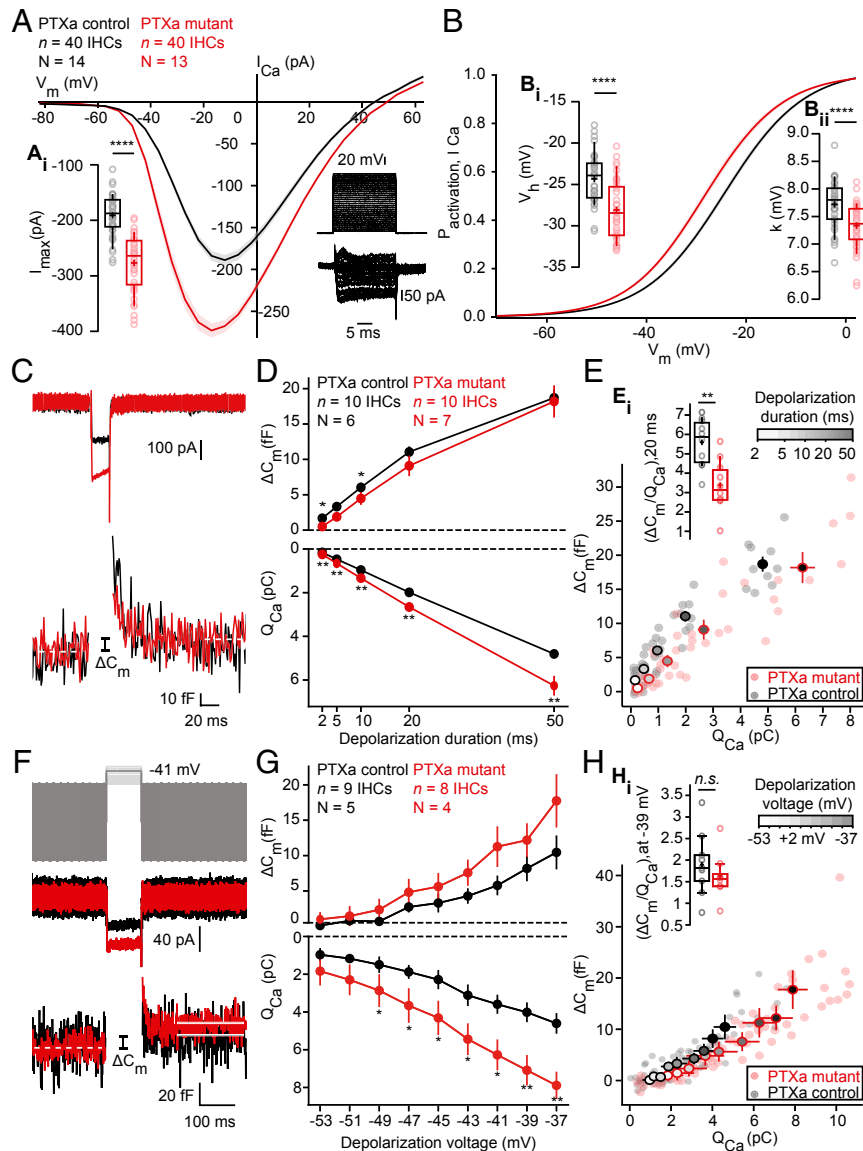 A
PTXa control PTXa mutant
n = 40 IHCs n = 40 IHCs
N = 14 N = 13
V_m (mV)
I_Ca (pA)
-80 -60 -40 -20 20 40 60
-50
-100
-150
-200
-250
A_i
****
I_max(pA)
-100
-200
-300
-400
20 mV
50 pA
5 ms
B
P_activation, I Ca
1.0
0.8
0.6
0.4
0.2
0.0
-60 -40 -20 0
V_m (mV)
B_i
****
V_h (mV)
-15
-20
-25
-30
-35
B_ii
****
k (mV)
9.0
8.5
8.0
7.5
7.0
6.5
6.0
C
100 pA
ΔC_m
10 fF
20 ms
D
PTXa control PTXa mutant
n = 10 IHCs n = 10 IHCs
N = 6 N = 7
ΔC_m(fF)
20
15
10
5
0
* *
Q_Ca (pC)
0
2
4
6
** ** ** ** **
2 5 10 20 50
Depolarization duration (ms)
E
E_i
**
(ΔC_m/Q_Ca),20 ms
7
6
5
4
3
2
1
Depolarization
duration (ms)
2 5 10 20 50
ΔC_m(fF)
30
25
20
15
10
5
0
PTXa mutant
PTXa control
0 1 2 3 4 5 6 7 8
Q_Ca (pC)
F
-41 mV
40 pA
ΔC_m
20 fF
100 ms
G
PTXa control PTXa mutant
n = 9 IHCs n = 8 IHCs
N = 5 N = 4
ΔC_m(fF)
20
15
10
5
0
Q_Ca (pC)
0
2
4
6
8
* * * * * ** **
-53 -51 -49 -47 -45 -43 -41 -39 -37
Depolarization voltage (mV)
H
H_i
n.s.
(ΔC_m/Q_Ca),at -39 mV
3.5
3
2.5
2
1.5
1
0.5
Depolarization
voltage (mV)
-53 +2 mV -37
ΔC_m(fF)
40
30
20
10
0
PTXa mutant
PTXa control
0 2 4 6 8 10
Q_Ca (pC)